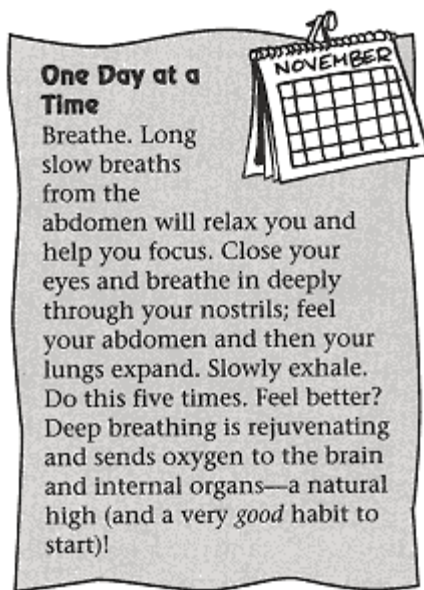 NOVEMBER
One Day at a
Time
Breathe. Long
slow breaths
from the
abdomen will relax you and
help you focus. Close your
eyes and breathe in deeply
through your nostrils; feel
your abdomen and then your
lungs expand. Slowly exhale.
Do this five times. Feel better?
Deep breathing is rejuvenating
and sends oxygen to the brain
and internal organs—a natural
high (and a very good habit to
start)!